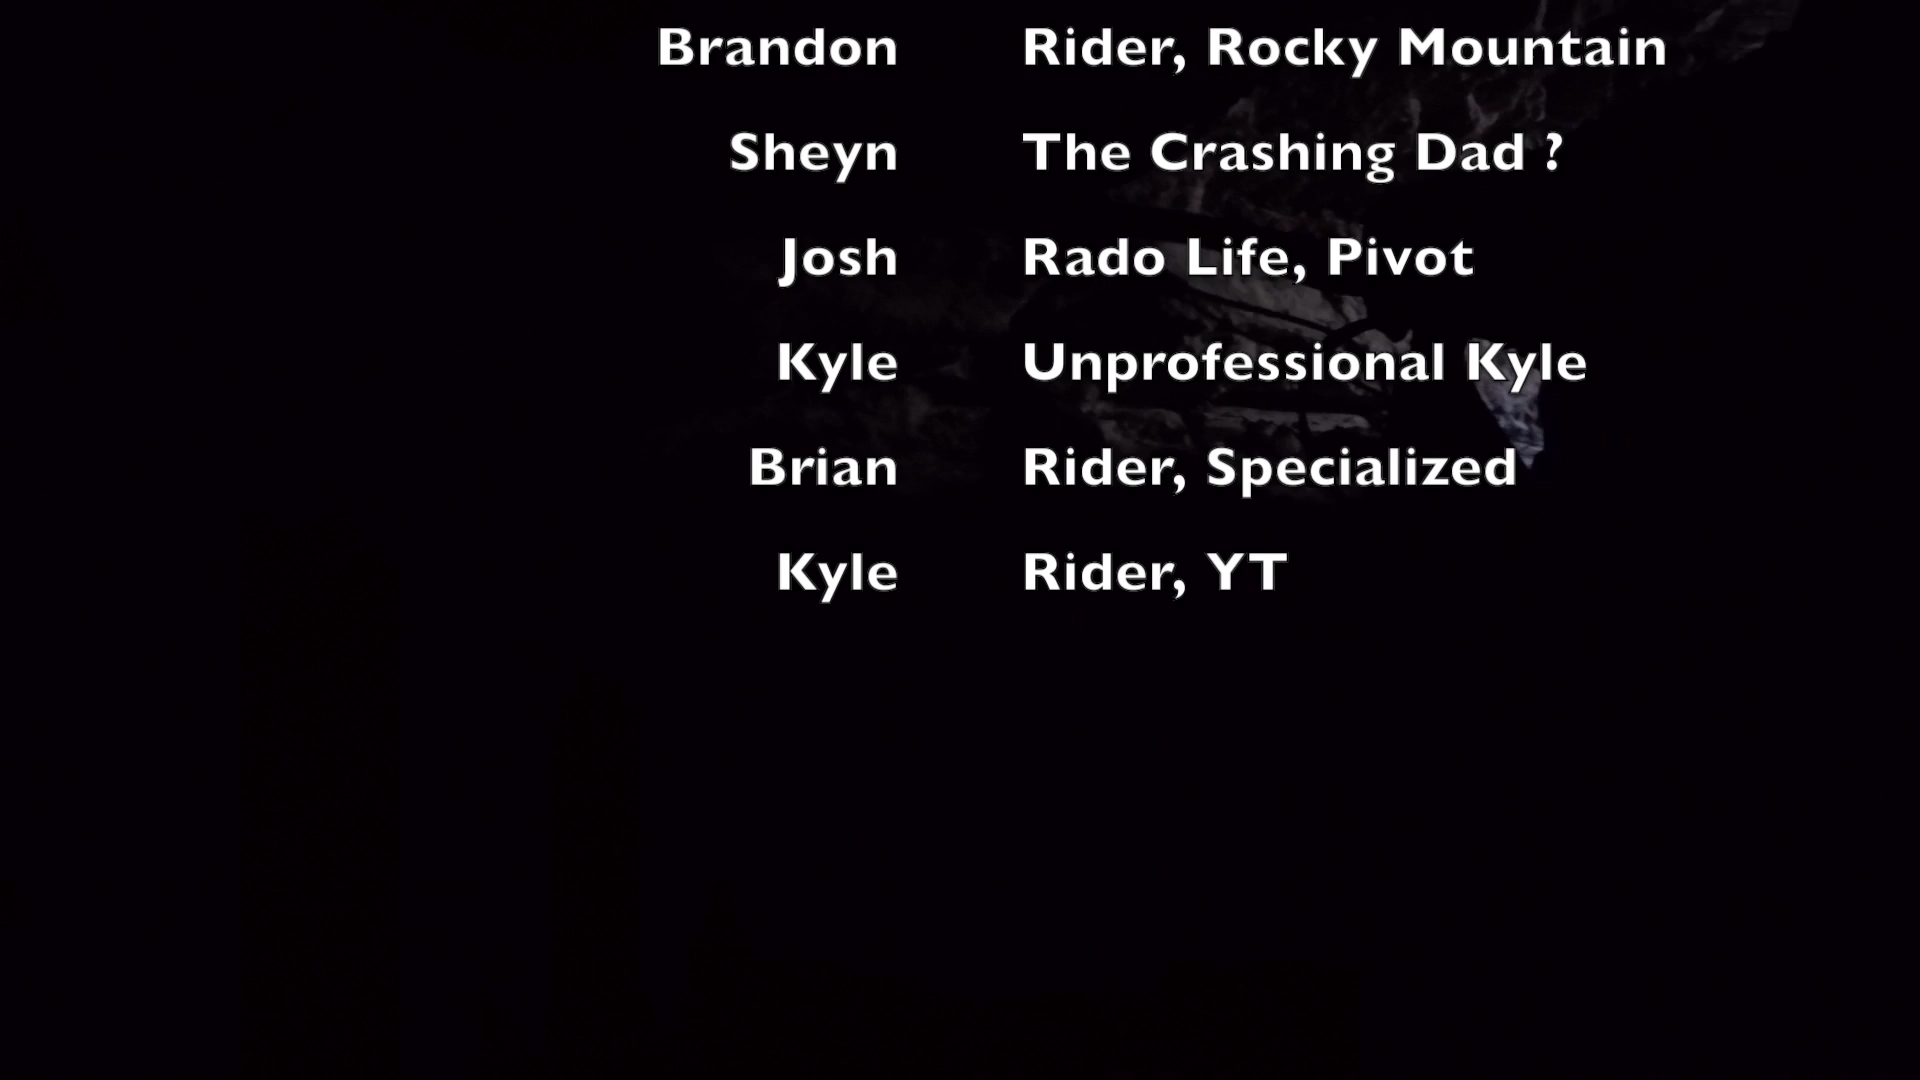 Brandon Rider, Rocky Mountain
Sheyn The Crashing Dad ?
Josh Rado Life, Pivot
Kyle Unprofessional Kyle
Brian Rider, Specialized
Kyle Rider, YT